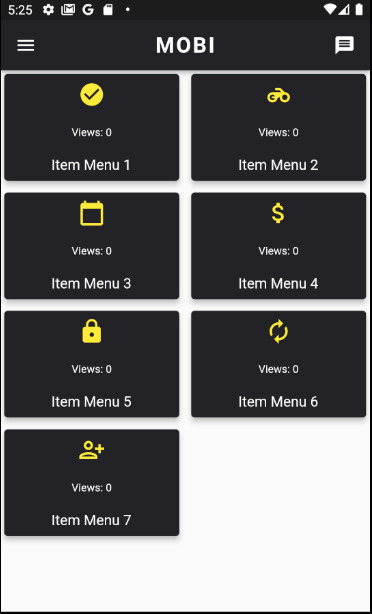 5:25
MOBI
Views: 0
Item Menu 1
Views: 0
Item Menu 2
Views: 0
Item Menu 3
Views: 0
Item Menu 4
Views: 0
Item Menu 5
Views: 0
Item Menu 6
Views: 0
Item Menu 7